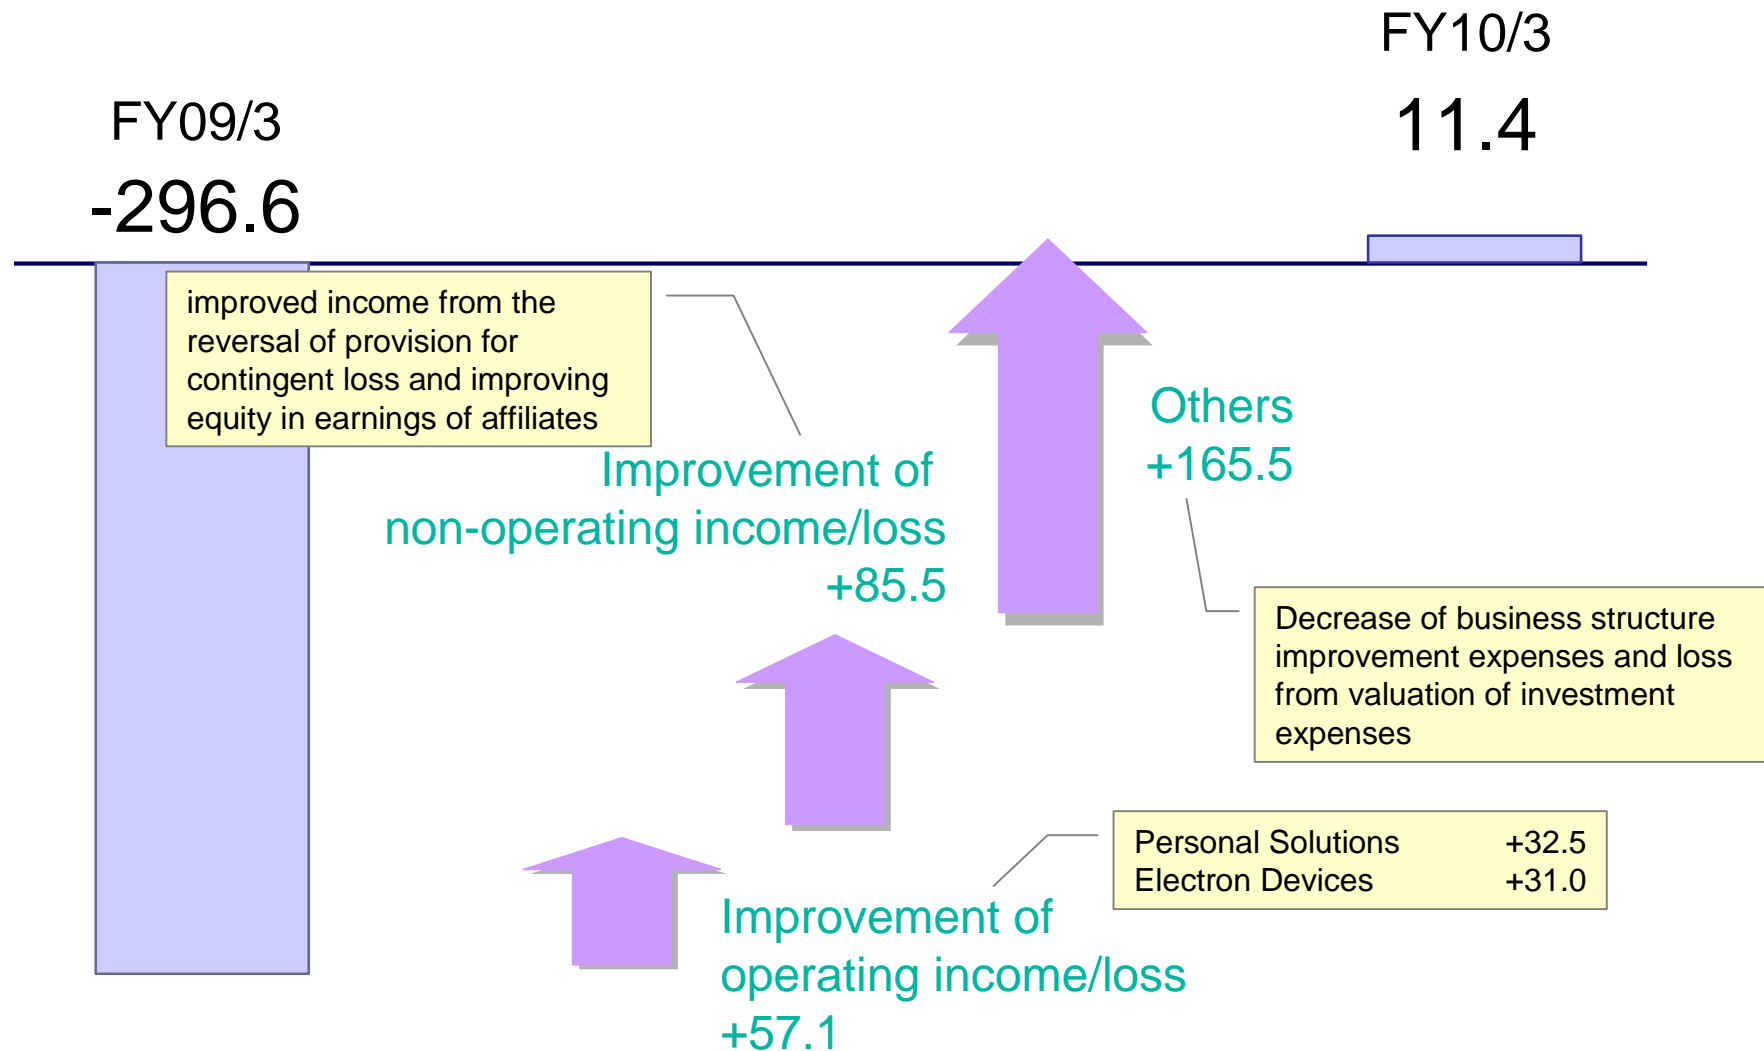 FY09/3
-296.6
FY10/3
11.4
improved income from the
reversal of provision for
contingent loss and improving
equity in earnings of affiliates
Improvement of
non-operating income/loss
+85.5
Others
+165.5
Decrease of business structure
improvement expenses and loss
from valuation of investment
expenses
Personal Solutions +32.5
Electron Devices +31.0
Improvement of
operating income/loss
+57.1